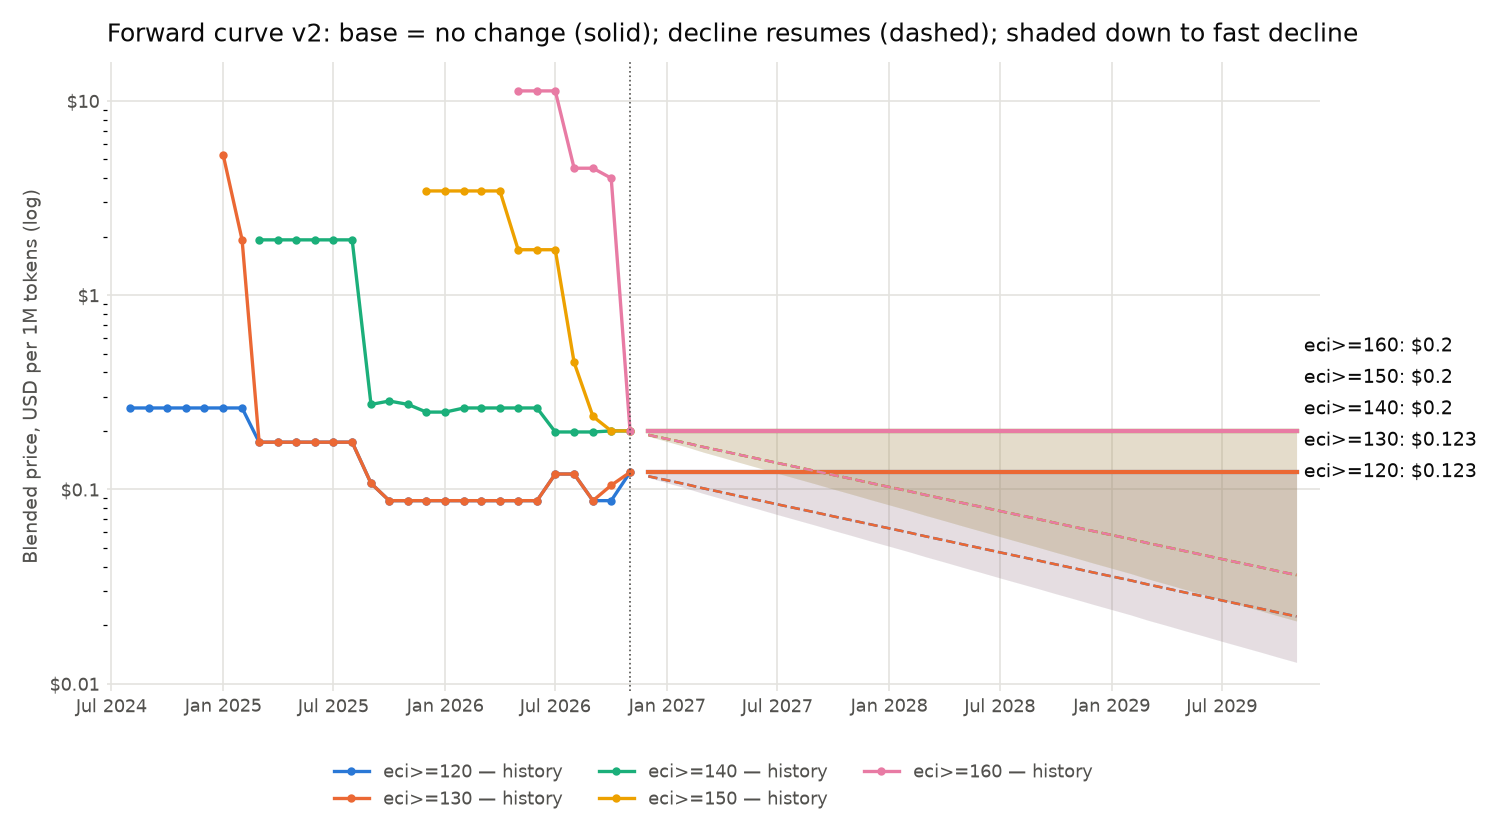 Forward curve v2: base = no change (solid); decline resumes (dashed); shaded down to fast decline
Blended price, USD per 1M tokens (log)
$10
$1
$0.1
$0.01
Jul 2024
Jan 2025
Jul 2025
Jan 2026
Jul 2026
Jan 2027
Jul 2027
Jan 2028
Jul 2028
Jan 2029
Jul 2029
eci>=160: $0.2
eci>=150: $0.2
eci>=140: $0.2
eci>=130: $0.123
eci>=120: $0.123
eci>=120 — history
eci>=130 — history
eci>=140 — history
eci>=150 — history
eci>=160 — history